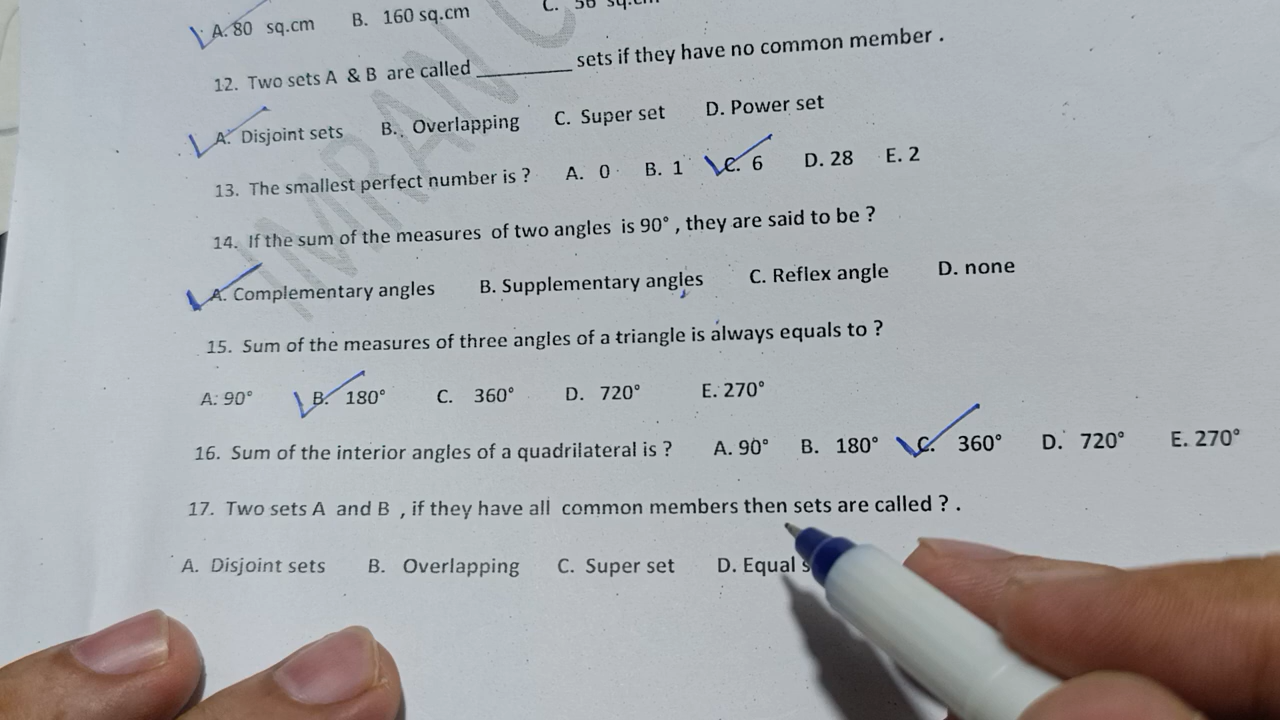 A. 80 sq.cm B. 160 sq.cm C. 56 sq.cm
12. Two sets A & B are called __________ sets if they have no common member .
A. Disjoint sets B. Overlapping C. Super set D. Power set
13. The smallest perfect number is ? A. 0 B. 1 C. 6 D. 28 E. 2
14. If the sum of the measures of two angles is 90° , they are said to be ?
A. Complementary angles B. Supplementary angles C. Reflex angle D. none
15. Sum of the measures of three angles of a triangle is always equals to ?
A. 90° B. 180° C. 360° D. 720° E. 270°
16. Sum of the interior angles of a quadrilateral is ? A. 90° B. 180° C. 360° D. 720° E. 270°
17. Two sets A and B , if they have all common members then sets are called ? .
A. Disjoint sets B. Overlapping C. Super set D. Equal s
IMRAN